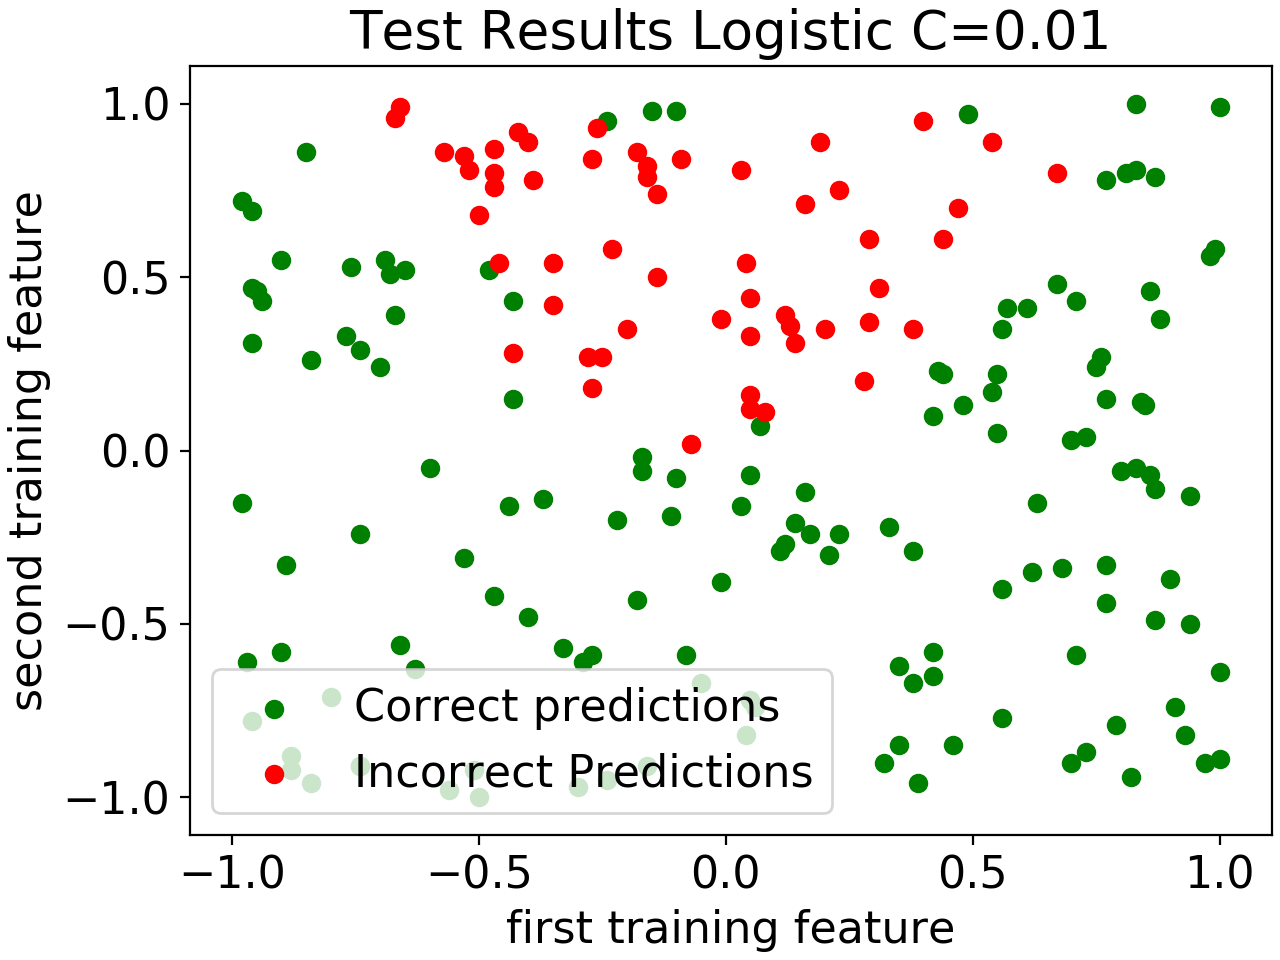 Test Results Logistic C=0.01
second training feature
1.0
0.5
0.0
−0.5
−1.0
Correct predictions
Incorrect Predictions
−1.0 −0.5 0.0 0.5 1.0
first training feature